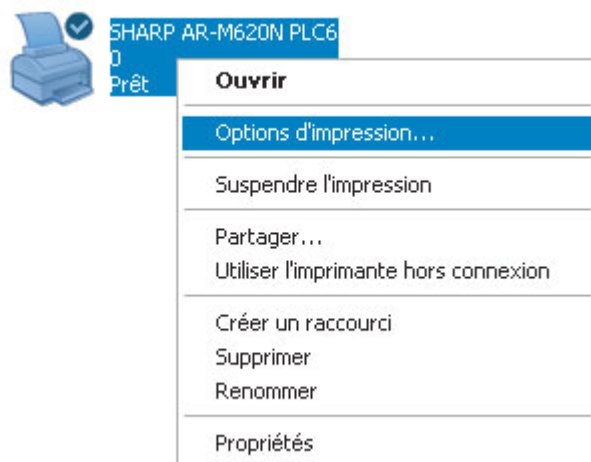 SHARP AR-M620N PLC6
0
Prêt
Ouvrir
Options d'impression...
Suspendre l'impression
Partager...
Utiliser l'imprimante hors connexion
Créer un raccourci
Supprimer
Renommer
Propriétés